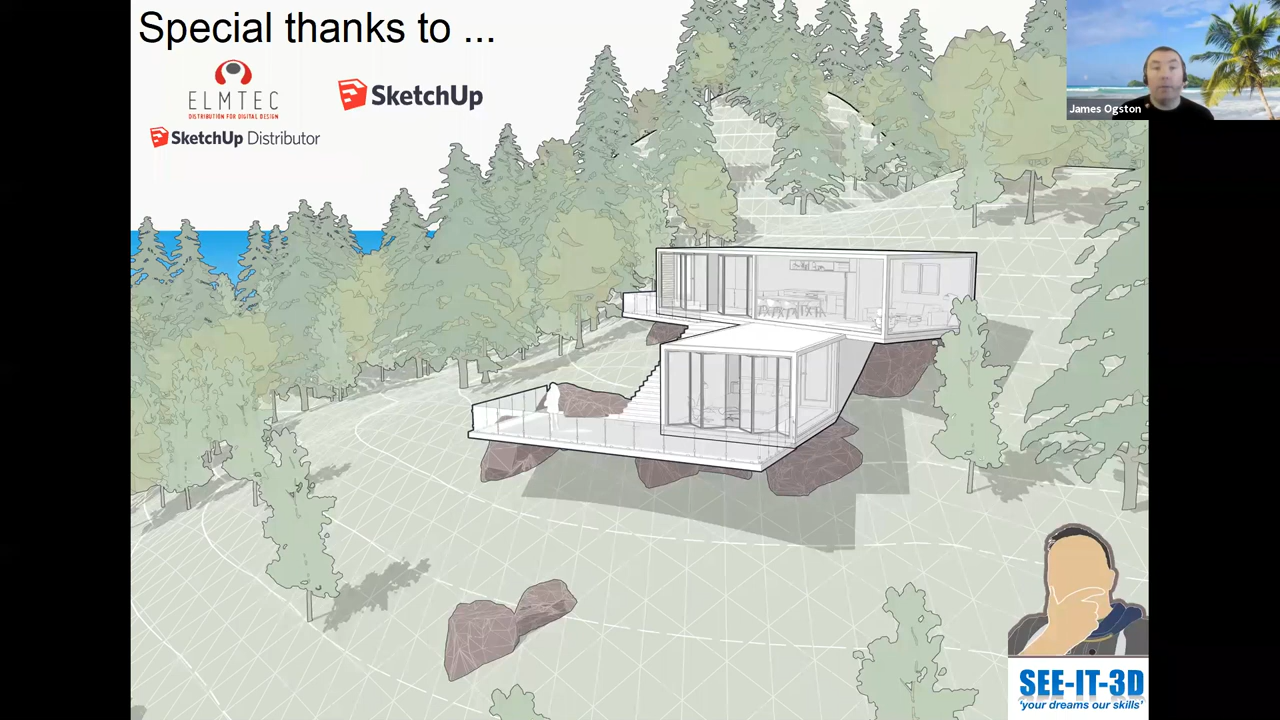 Special thanks to ...
ELMTEC
DISTRIBUTION FOR DIGITAL DESIGN
SketchUp
SketchUp Distributor
James Ogston
SEE-IT-3D
'your dreams our skills'